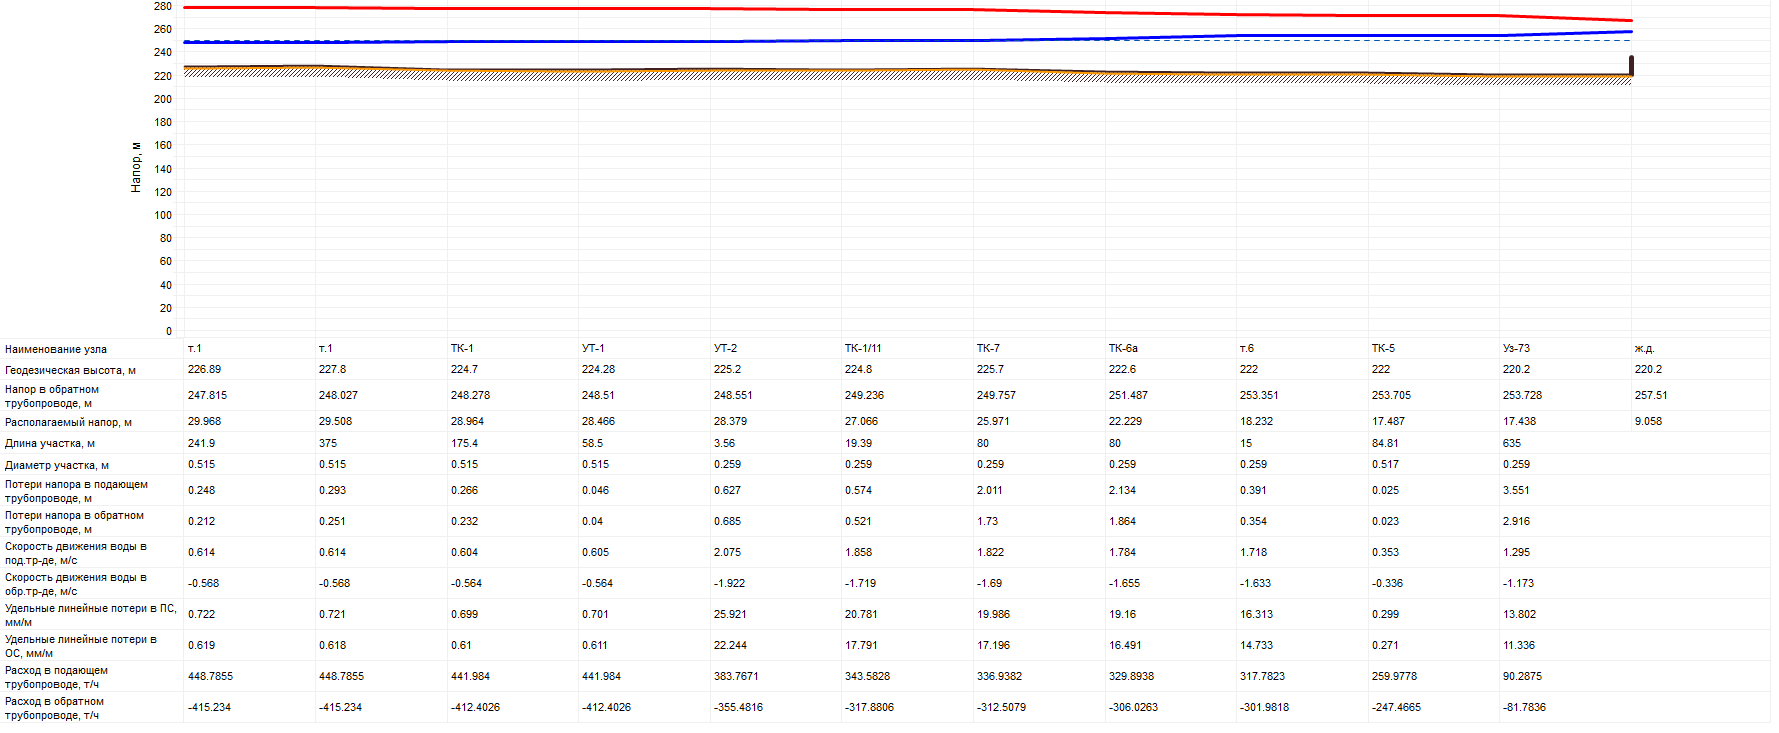 280
260
240
220
200
180
160
140
120
100
80
60
40
20
0
Напор, м
Наименование узла т.1 т.1 ТК-1 УТ-1 УТ-2 ТК-1/11 ТК-7 ТК-6а т.6 ТК-5 Уз-73 ж.д.
Геодезическая высота, м 226.89 227.8 224.7 224.28 225.2 224.8 225.7 222.6 222 222 220.2 220.2
Напор в обратном
трубопроводе, м 247.815 248.027 248.278 248.51 248.551 249.236 249.757 251.487 253.351 253.705 253.728 257.51
Располагаемый напор, м 29.968 29.508 28.964 28.466 28.379 27.066 25.971 22.229 18.232 17.487 17.438 9.058
Длина участка, м 241.9 375 175.4 58.5 3.56 19.39 80 80 15 84.81 635
Диаметр участка, м 0.515 0.515 0.515 0.515 0.259 0.259 0.259 0.259 0.259 0.517 0.259
Потери напора в подающем
трубопроводе, м 0.248 0.293 0.266 0.046 0.627 0.574 2.011 2.134 0.391 0.025 3.551
Потери напора в обратном
трубопроводе, м 0.212 0.251 0.232 0.04 0.685 0.521 1.73 1.864 0.354 0.023 2.916
Скорость движения воды в
под.тр-де, м/с 0.614 0.614 0.604 0.605 2.075 1.858 1.822 1.784 1.718 0.353 1.295
Скорость движения воды в
обр.тр-де, м/с -0.568 -0.568 -0.564 -0.564 -1.922 -1.719 -1.69 -1.655 -1.633 -0.336 -1.173
Удельные линейные потери в ПС,
мм/м 0.722 0.721 0.699 0.701 25.921 20.781 19.986 19.16 16.313 0.299 13.802
Удельные линейные потери в
ОС, мм/м 0.619 0.618 0.61 0.611 22.244 17.791 17.196 16.491 14.733 0.271 11.336
Расход в подающем
трубопроводе, т/ч 448.7855 448.7855 441.984 441.984 383.7671 343.5828 336.9382 329.8938 317.7823 259.9778 90.2875
Расход в обратном
трубопроводе, т/ч -415.234 -415.234 -412.4026 -412.4026 -355.4816 -317.8806 -312.5079 -306.0263 -301.9818 -247.4665 -81.7836